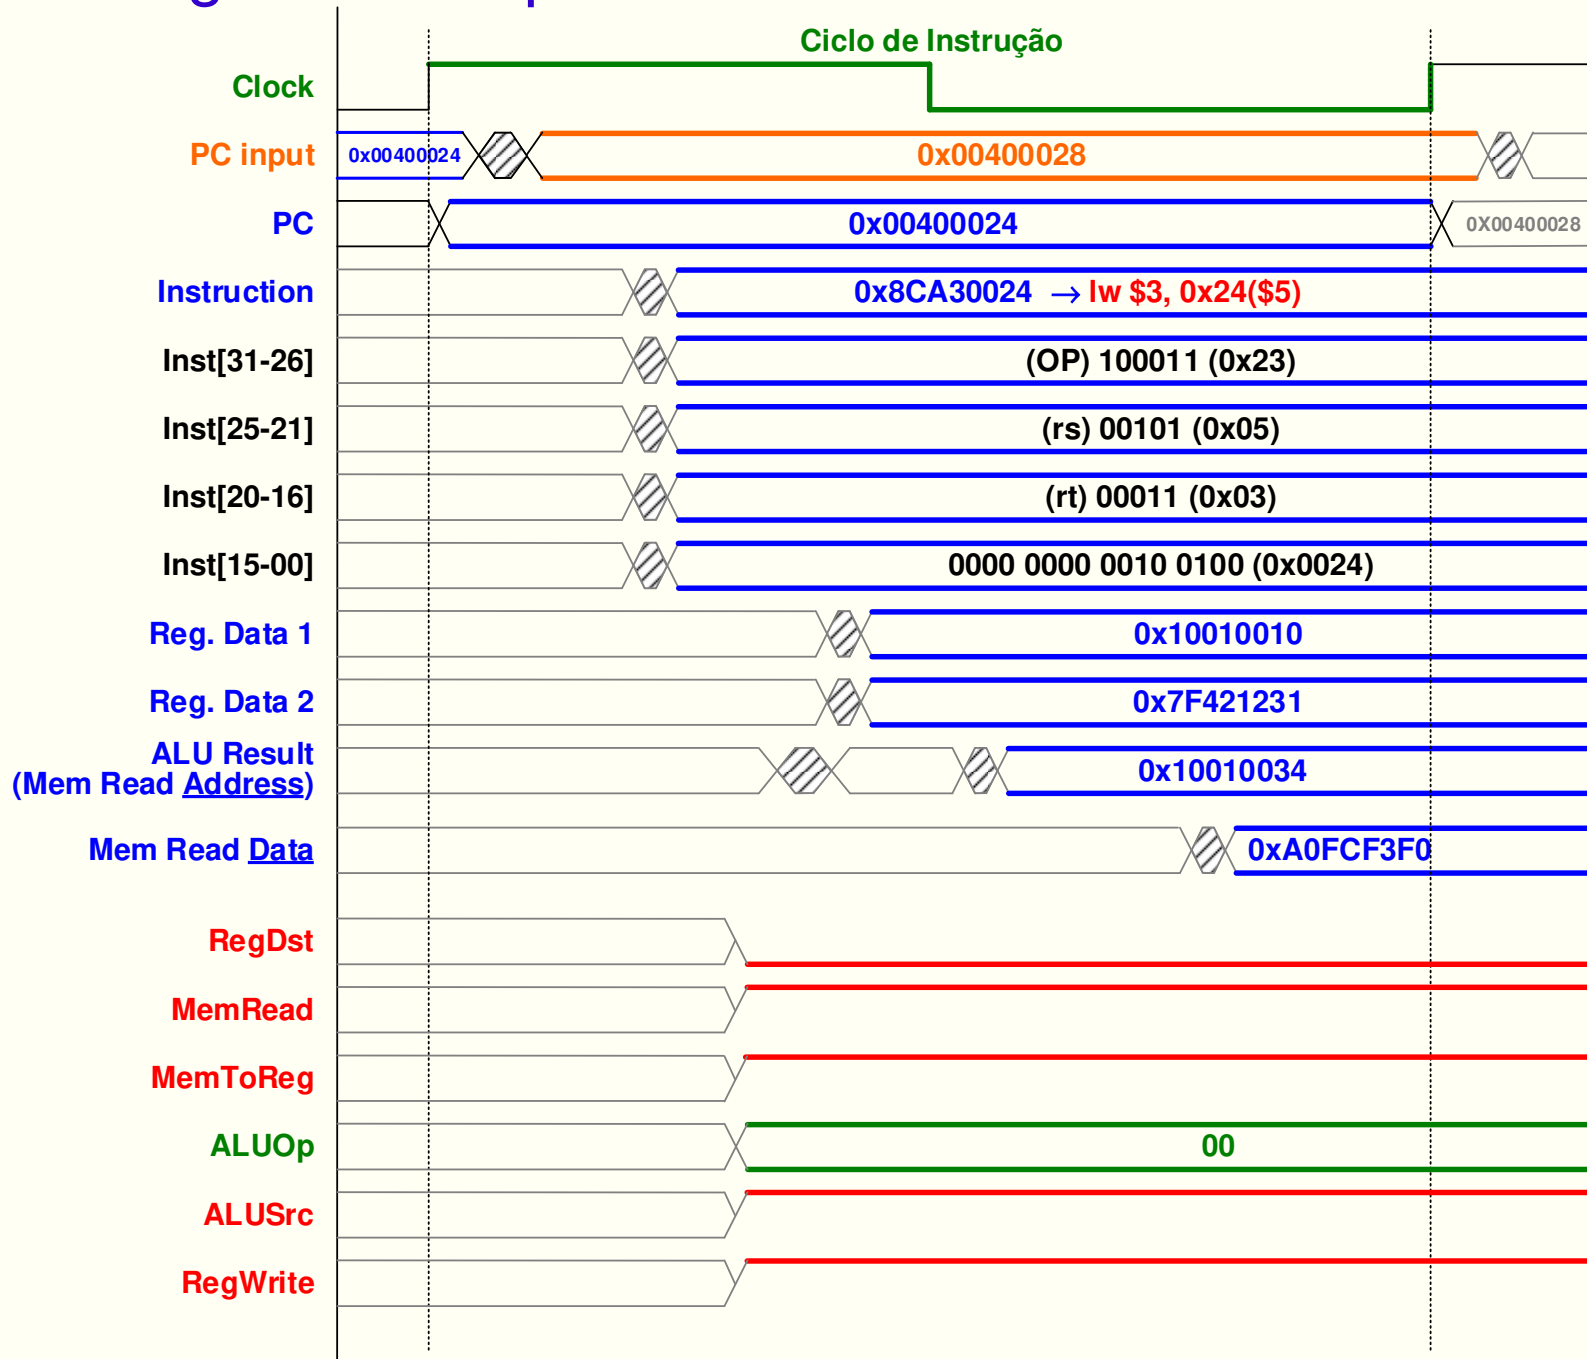 Ciclo de Instrução
Clock
PC input 0x00400024 0x00400028
PC 0x00400024 0X00400028
Instruction 0x8CA30024 → lw $3, 0x24($5)
Inst[31-26] (OP) 100011 (0x23)
Inst[25-21] (rs) 00101 (0x05)
Inst[20-16] (rt) 00011 (0x03)
Inst[15-00] 0000 0000 0010 0100 (0x0024)
Reg. Data 1 0x10010010
Reg. Data 2 0x7F421231
ALU Result
(Mem Read Address) 0x10010034
Mem Read Data 0xA0FCF3F0
RegDst
MemRead
MemToReg
ALUOp 00
ALUSrc
RegWrite